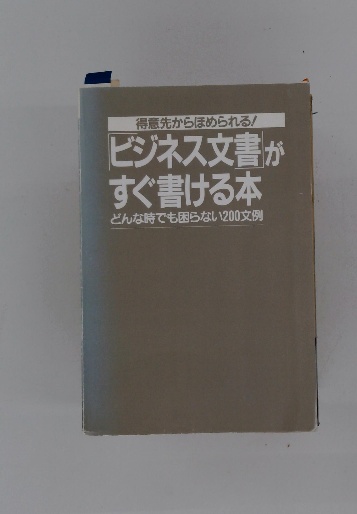 得意先からほめられる!
「ビジネス文書」が
すぐ書ける本
どんな時でも困らない200文例